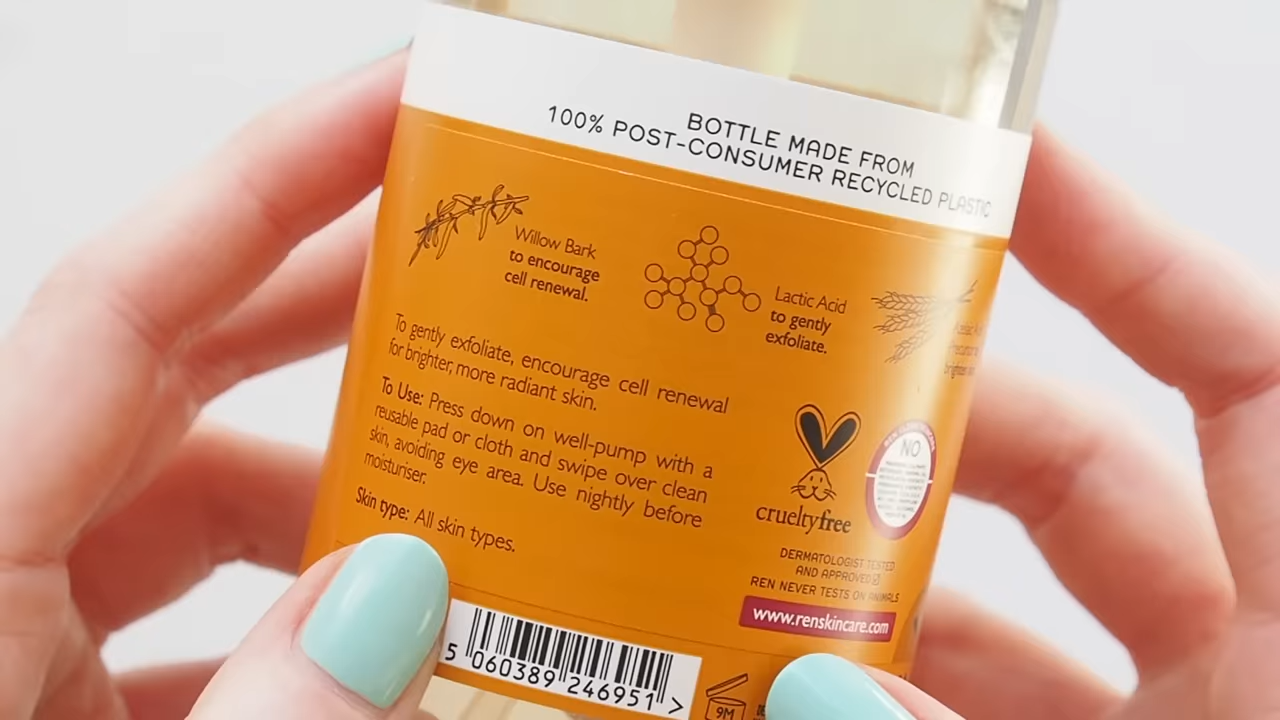 BOTTLE MADE FROM
100% POST-CONSUMER RECYCLED PLASTIC
Willow Bark
to encourage
cell renewal.
Lactic Acid
to gently
exfoliate.
To gently exfoliate, encourage cell renewal
for brighter, more radiant skin.
To Use: Press down on well-pump with a
reusable pad or cloth and swipe over clean
skin, avoiding eye area. Use nightly before
moisturiser.
Skin type: All skin types.
crueltyfree
NO
DERMATOLOGIST TESTED
AND APPROVED
REN NEVER TESTS ON ANIMALS
www.renskincare.com
5 060389 246951 >
9M